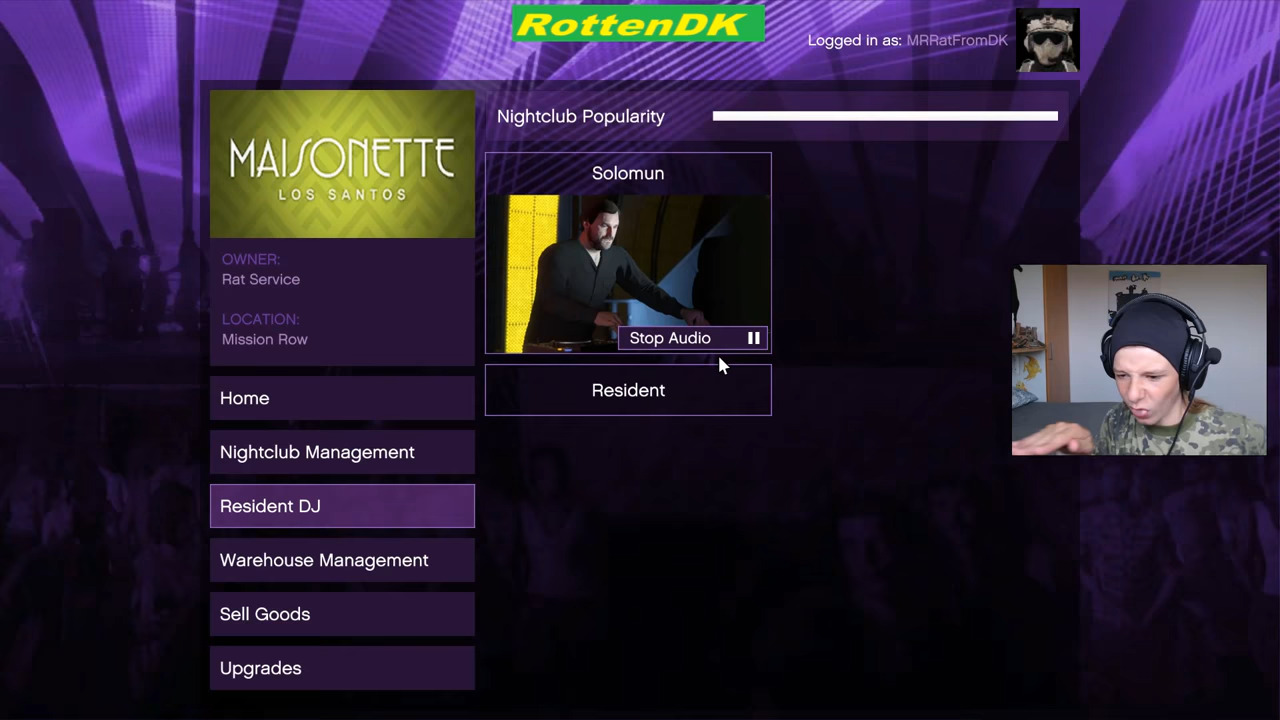 RottenDK
Logged in as: MRRatFromDK
MAISONETTE
LOS SANTOS
OWNER:
Rat Service
LOCATION:
Mission Row
Home
Nightclub Management
Resident DJ
Warehouse Management
Sell Goods
Upgrades
Nightclub Popularity
Solomun
Stop Audio
Resident